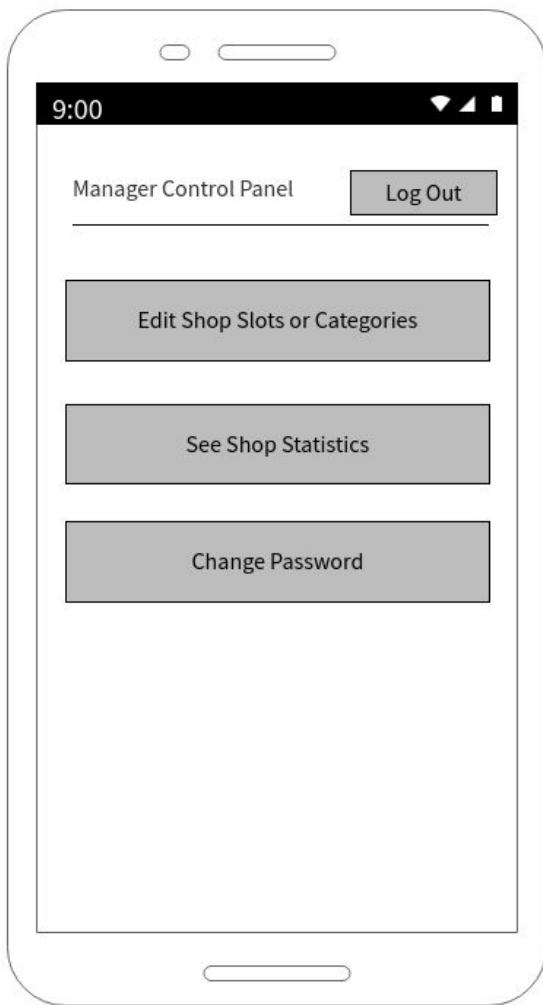 9:00
Manager Control Panel
Log Out
Edit Shop Slots or Categories
See Shop Statistics
Change Password